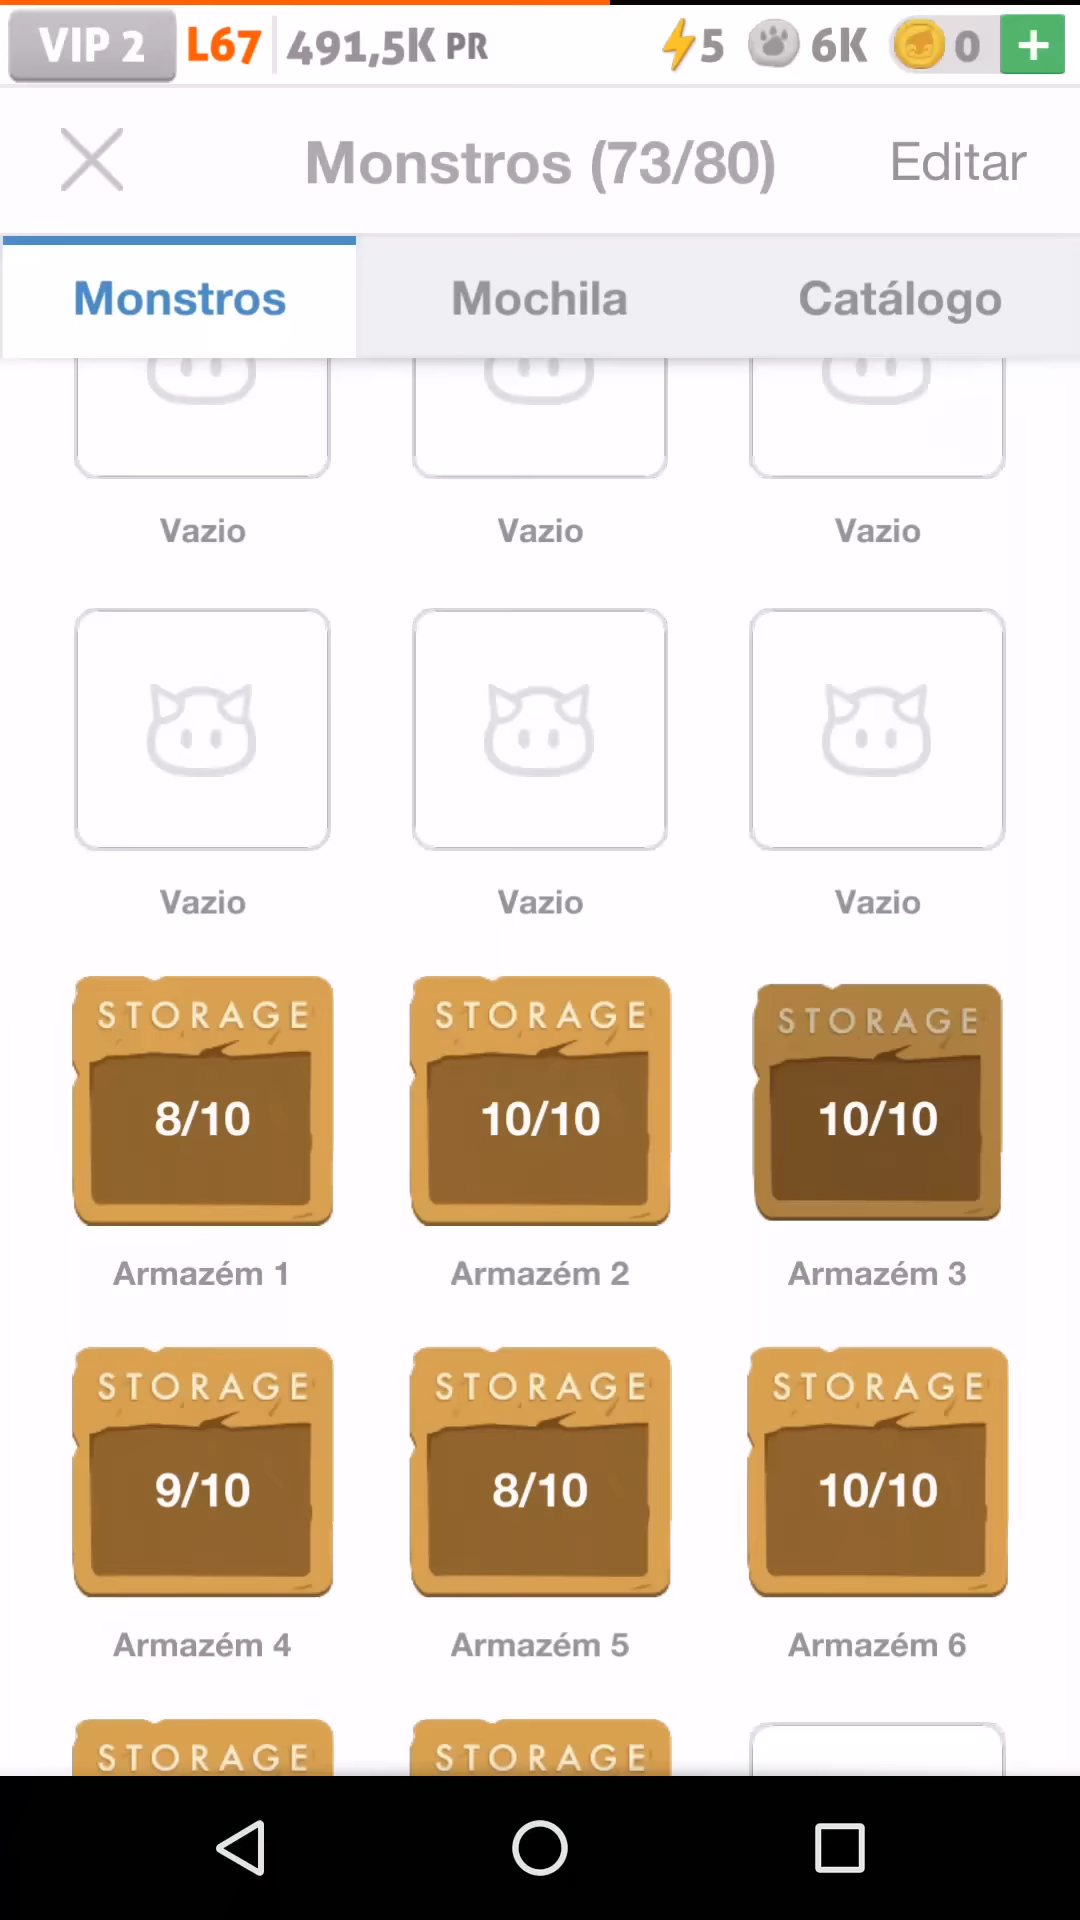 VIP 2 L67 491,5K PR 5 6K 0 +
Monstros (73/80) Editar
Monstros Mochila Catálogo
Vazio Vazio Vazio
Vazio Vazio Vazio
STORAGE STORAGE STORAGE
8/10 10/10 10/10
Armazém 1 Armazém 2 Armazém 3
STORAGE STORAGE STORAGE
9/10 8/10 10/10
Armazém 4 Armazém 5 Armazém 6
STORAGE STORAGE